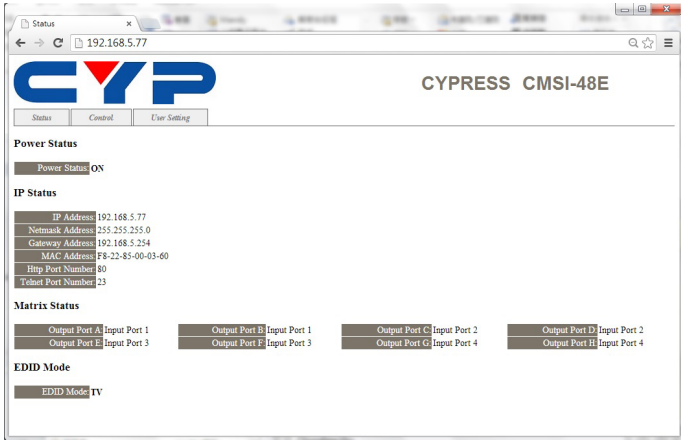 Status
192.168.5.77
CYP
CYPRESS CMSI-48E
Status Control User Setting
Power Status
Power Status: ON
IP Status
IP Address: 192.168.5.77
Netmask Address: 255.255.255.0
Gateway Address: 192.168.5.254
MAC Address: F8-22-85-00-03-60
Http Port Number: 80
Telnet Port Number: 23
Matrix Status
Output Port A: Input Port 1 Output Port B: Input Port 1 Output Port C: Input Port 2 Output Port D: Input Port 2
Output Port E: Input Port 3 Output Port F: Input Port 3 Output Port G: Input Port 4 Output Port H: Input Port 4
EDID Mode
EDID Mode: TV